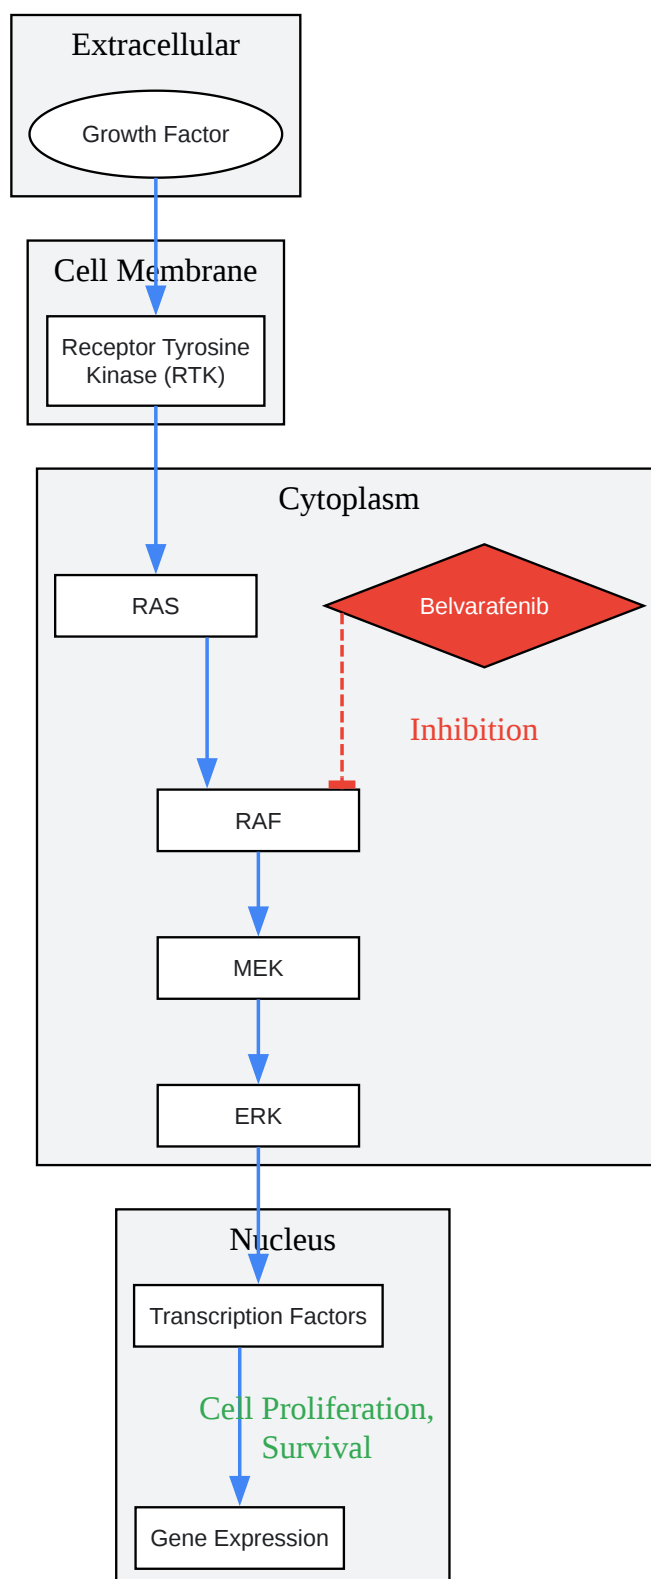 Extracellular
Growth Factor
Cell Membrane
Receptor Tyrosine
Kinase (RTK)
Cytoplasm
RAS
Belvarafenib
Inhibition
RAF
MEK
ERK
Nucleus
Transcription Factors
Cell Proliferation,
Survival
Gene Expression